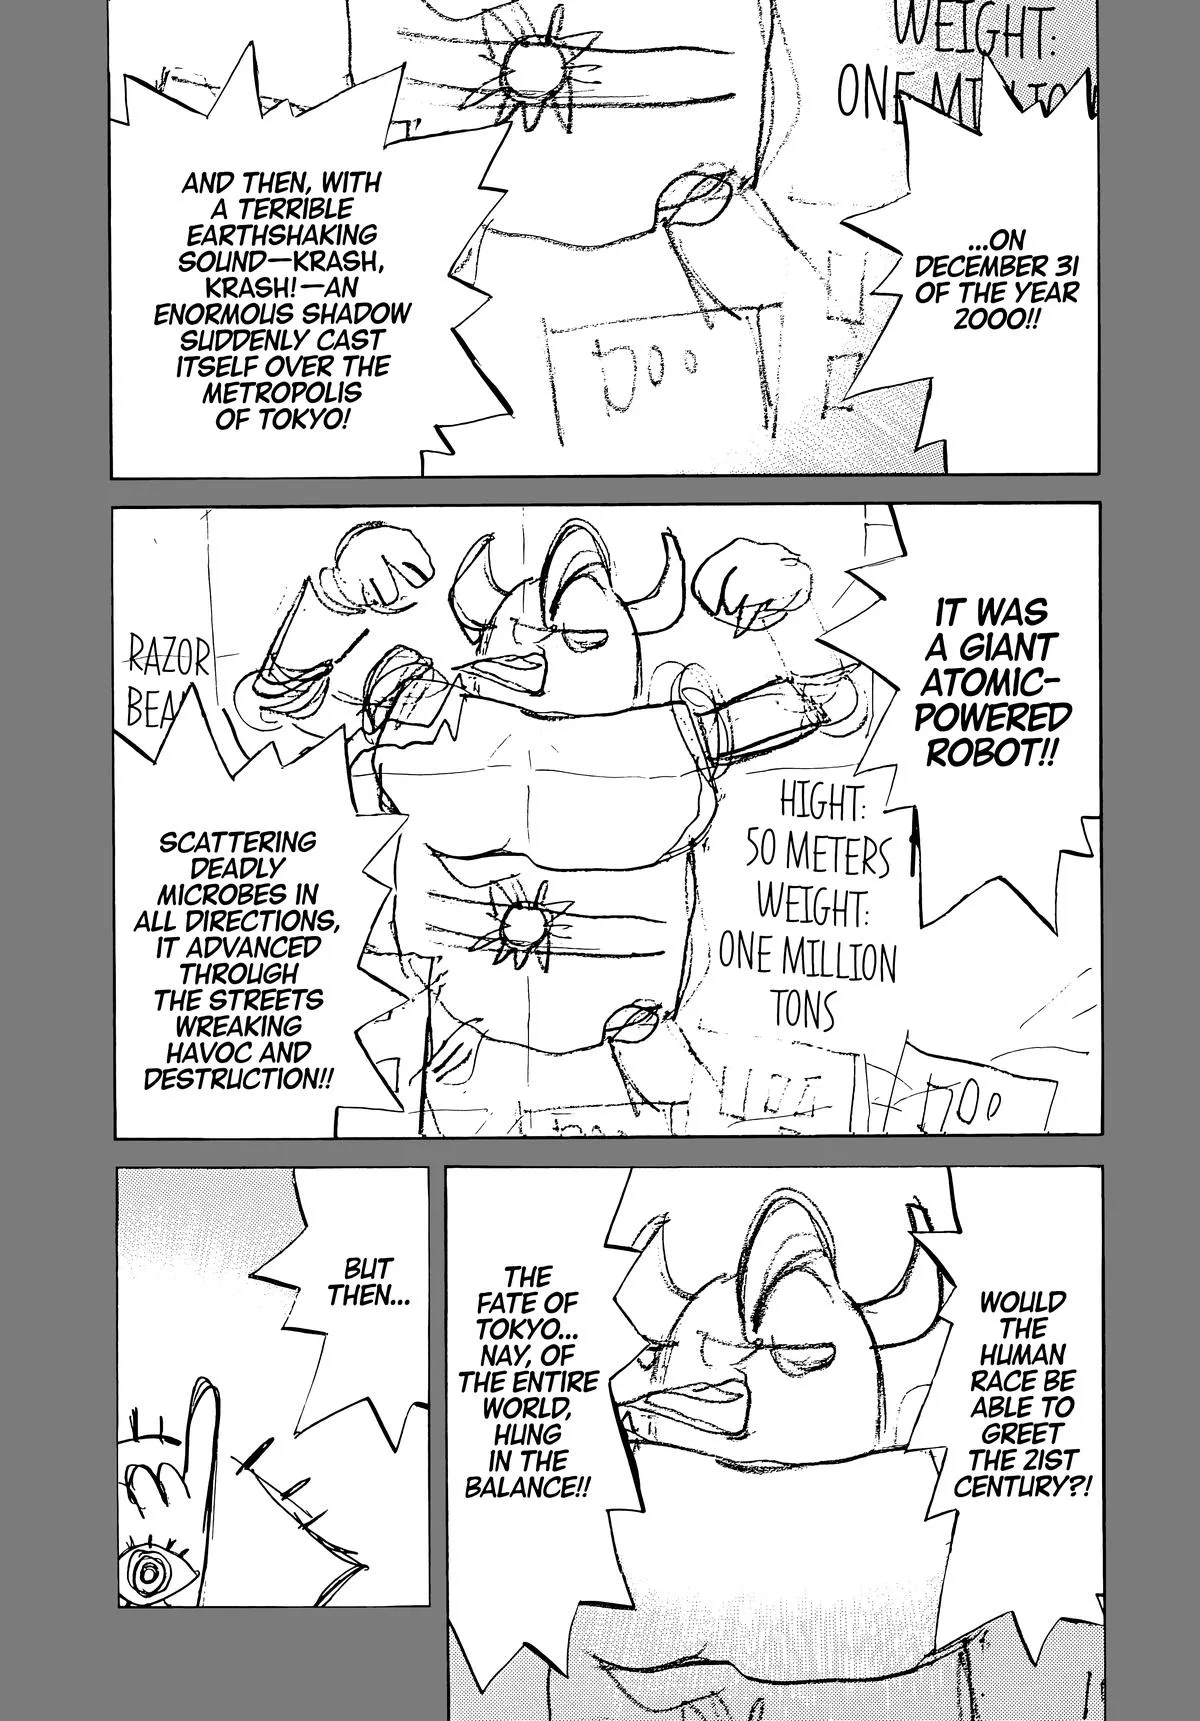 WEIGHT:
ONE MILLIO
...ON
DECEMBER 31
OF THE YEAR
2000!!
AND THEN, WITH
A TERRIBLE
EARTHSHAKING
SOUND—KRASH,
KRASH!—AN
ENORMOUS SHADOW
SUDDENLY CAST
ITSELF OVER THE
METROPOLIS
OF TOKYO!
IT WAS
A GIANT
ATOMIC-
POWERED
ROBOT!!
RAZOR
BEA
HIGHT:
50 METERS
WEIGHT:
ONE MILLION
TONS
SCATTERING
DEADLY
MICROBES IN
ALL DIRECTIONS,
IT ADVANCED
THROUGH
THE STREETS
WREAKING
HAVOC AND
DESTRUCTION!!
WOULD
THE
HUMAN
RACE BE
ABLE TO
GREET
THE 21ST
CENTURY?!
THE
FATE OF
TOKYO...
NAY, OF
THE ENTIRE
WORLD,
HUNG
IN THE
BALANCE!!
BUT
THEN...